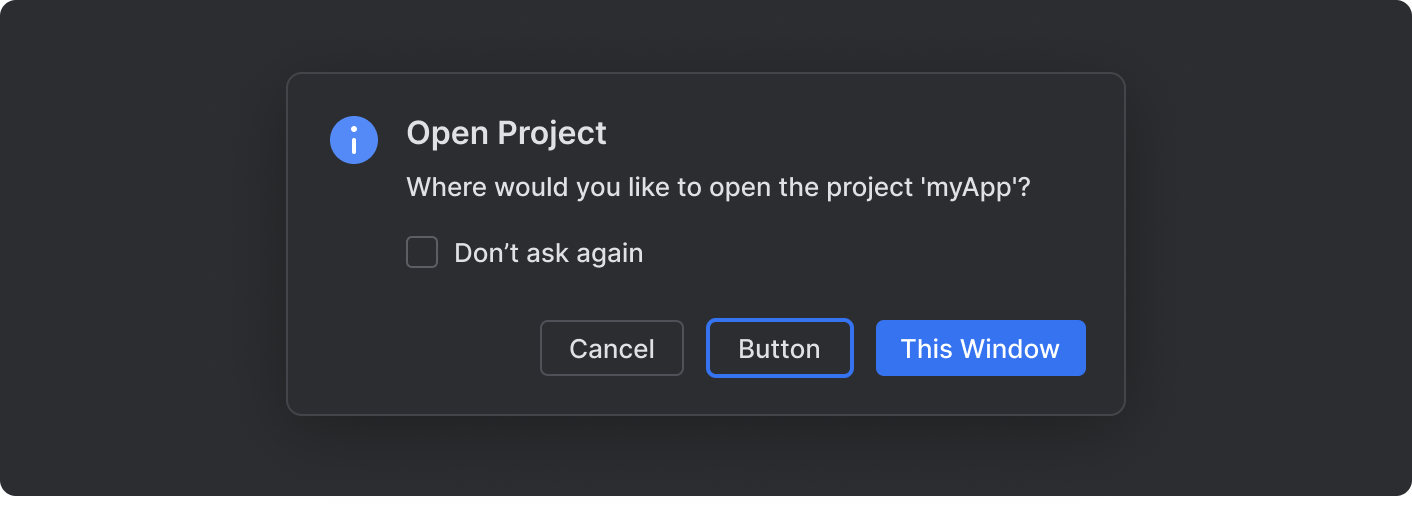 Open Project
Where would you like to open the project 'myApp'?
Don’t ask again
Cancel Button This Window